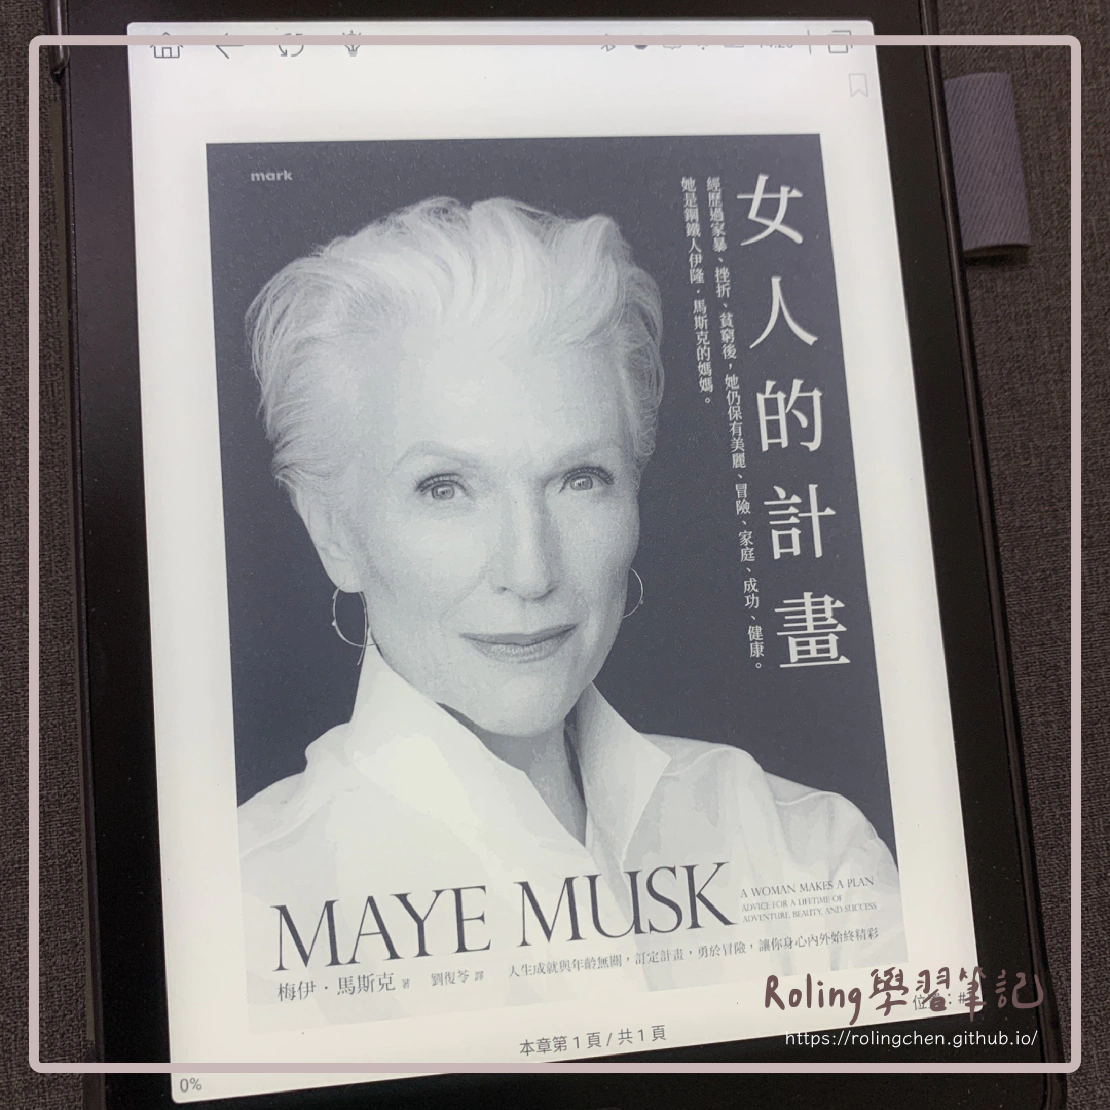 mark
女人的計畫
經歷過家暴、挫折、貧窮後，她仍保有美麗、冒險、家庭、成功、健康。
她是鋼鐵人伊隆．馬斯克的媽媽。
MAYE MUSK
A WOMAN MAKES A PLAN
ADVICE FOR A LIFETIME OF
ADVENTURE, BEAUTY, AND SUCCESS
人生成就與年齡無關，訂定計畫，勇於冒險，讓你身心內外始終精彩
梅伊．馬斯克 著 劉復苓 譯
Roling學習筆記
https://rolingchen.github.io/
本章第 1 頁 / 共 1 頁
0%